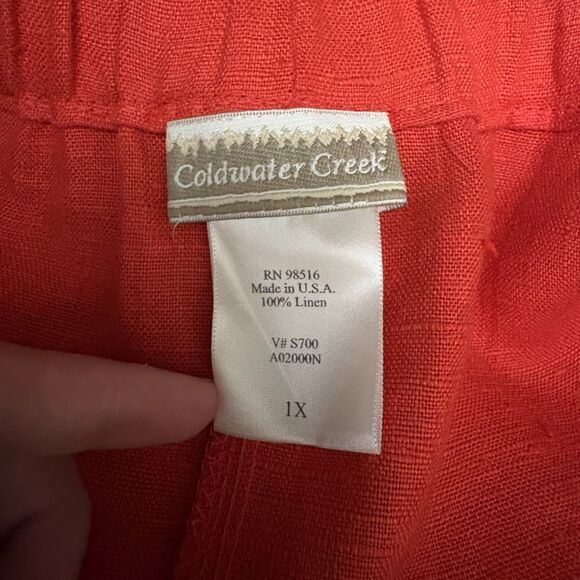 Coldwater Creek
RN 98516
Made in U.S.A.
100% Linen
V# S700
A02000N
1X